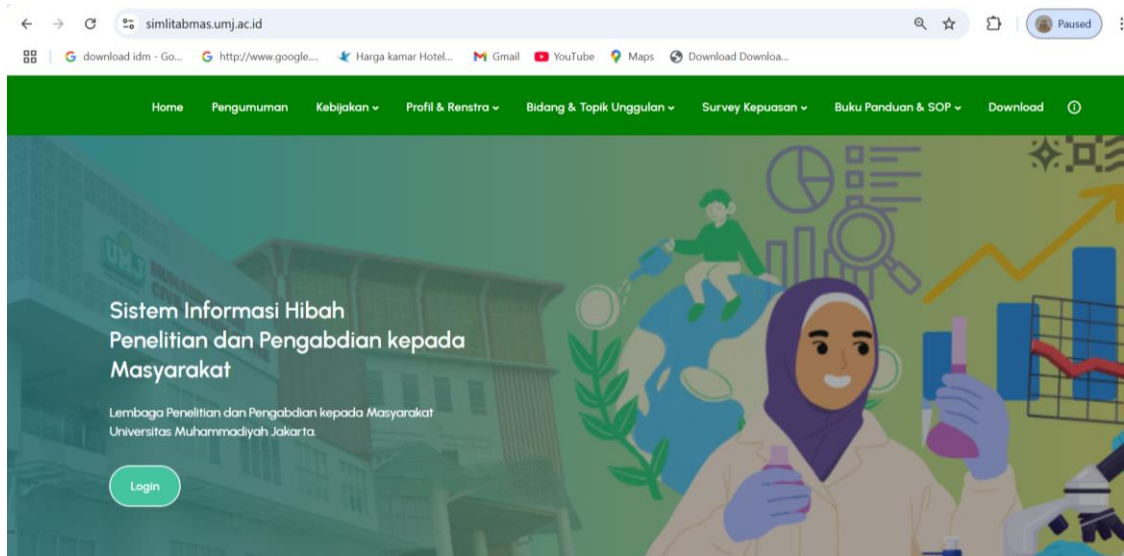 simlitabmas.umj.ac.id
Paused
download idm - Go...
http://www.google....
Harga kamar Hotel...
Gmail
YouTube
Maps
Download Downloa...
Home
Pengumuman
Kebijakan
Profil & Renstra
Bidang & Topik Unggulan
Survey Kepuasan
Buku Panduan & SOP
Download
UMJ
Sistem Informasi Hibah
Penelitian dan Pengabdian kepada
Masyarakat
Lembaga Penelitian dan Pengabdian kepada Masyarakat
Universitas Muhammadiyah Jakarta.
Login